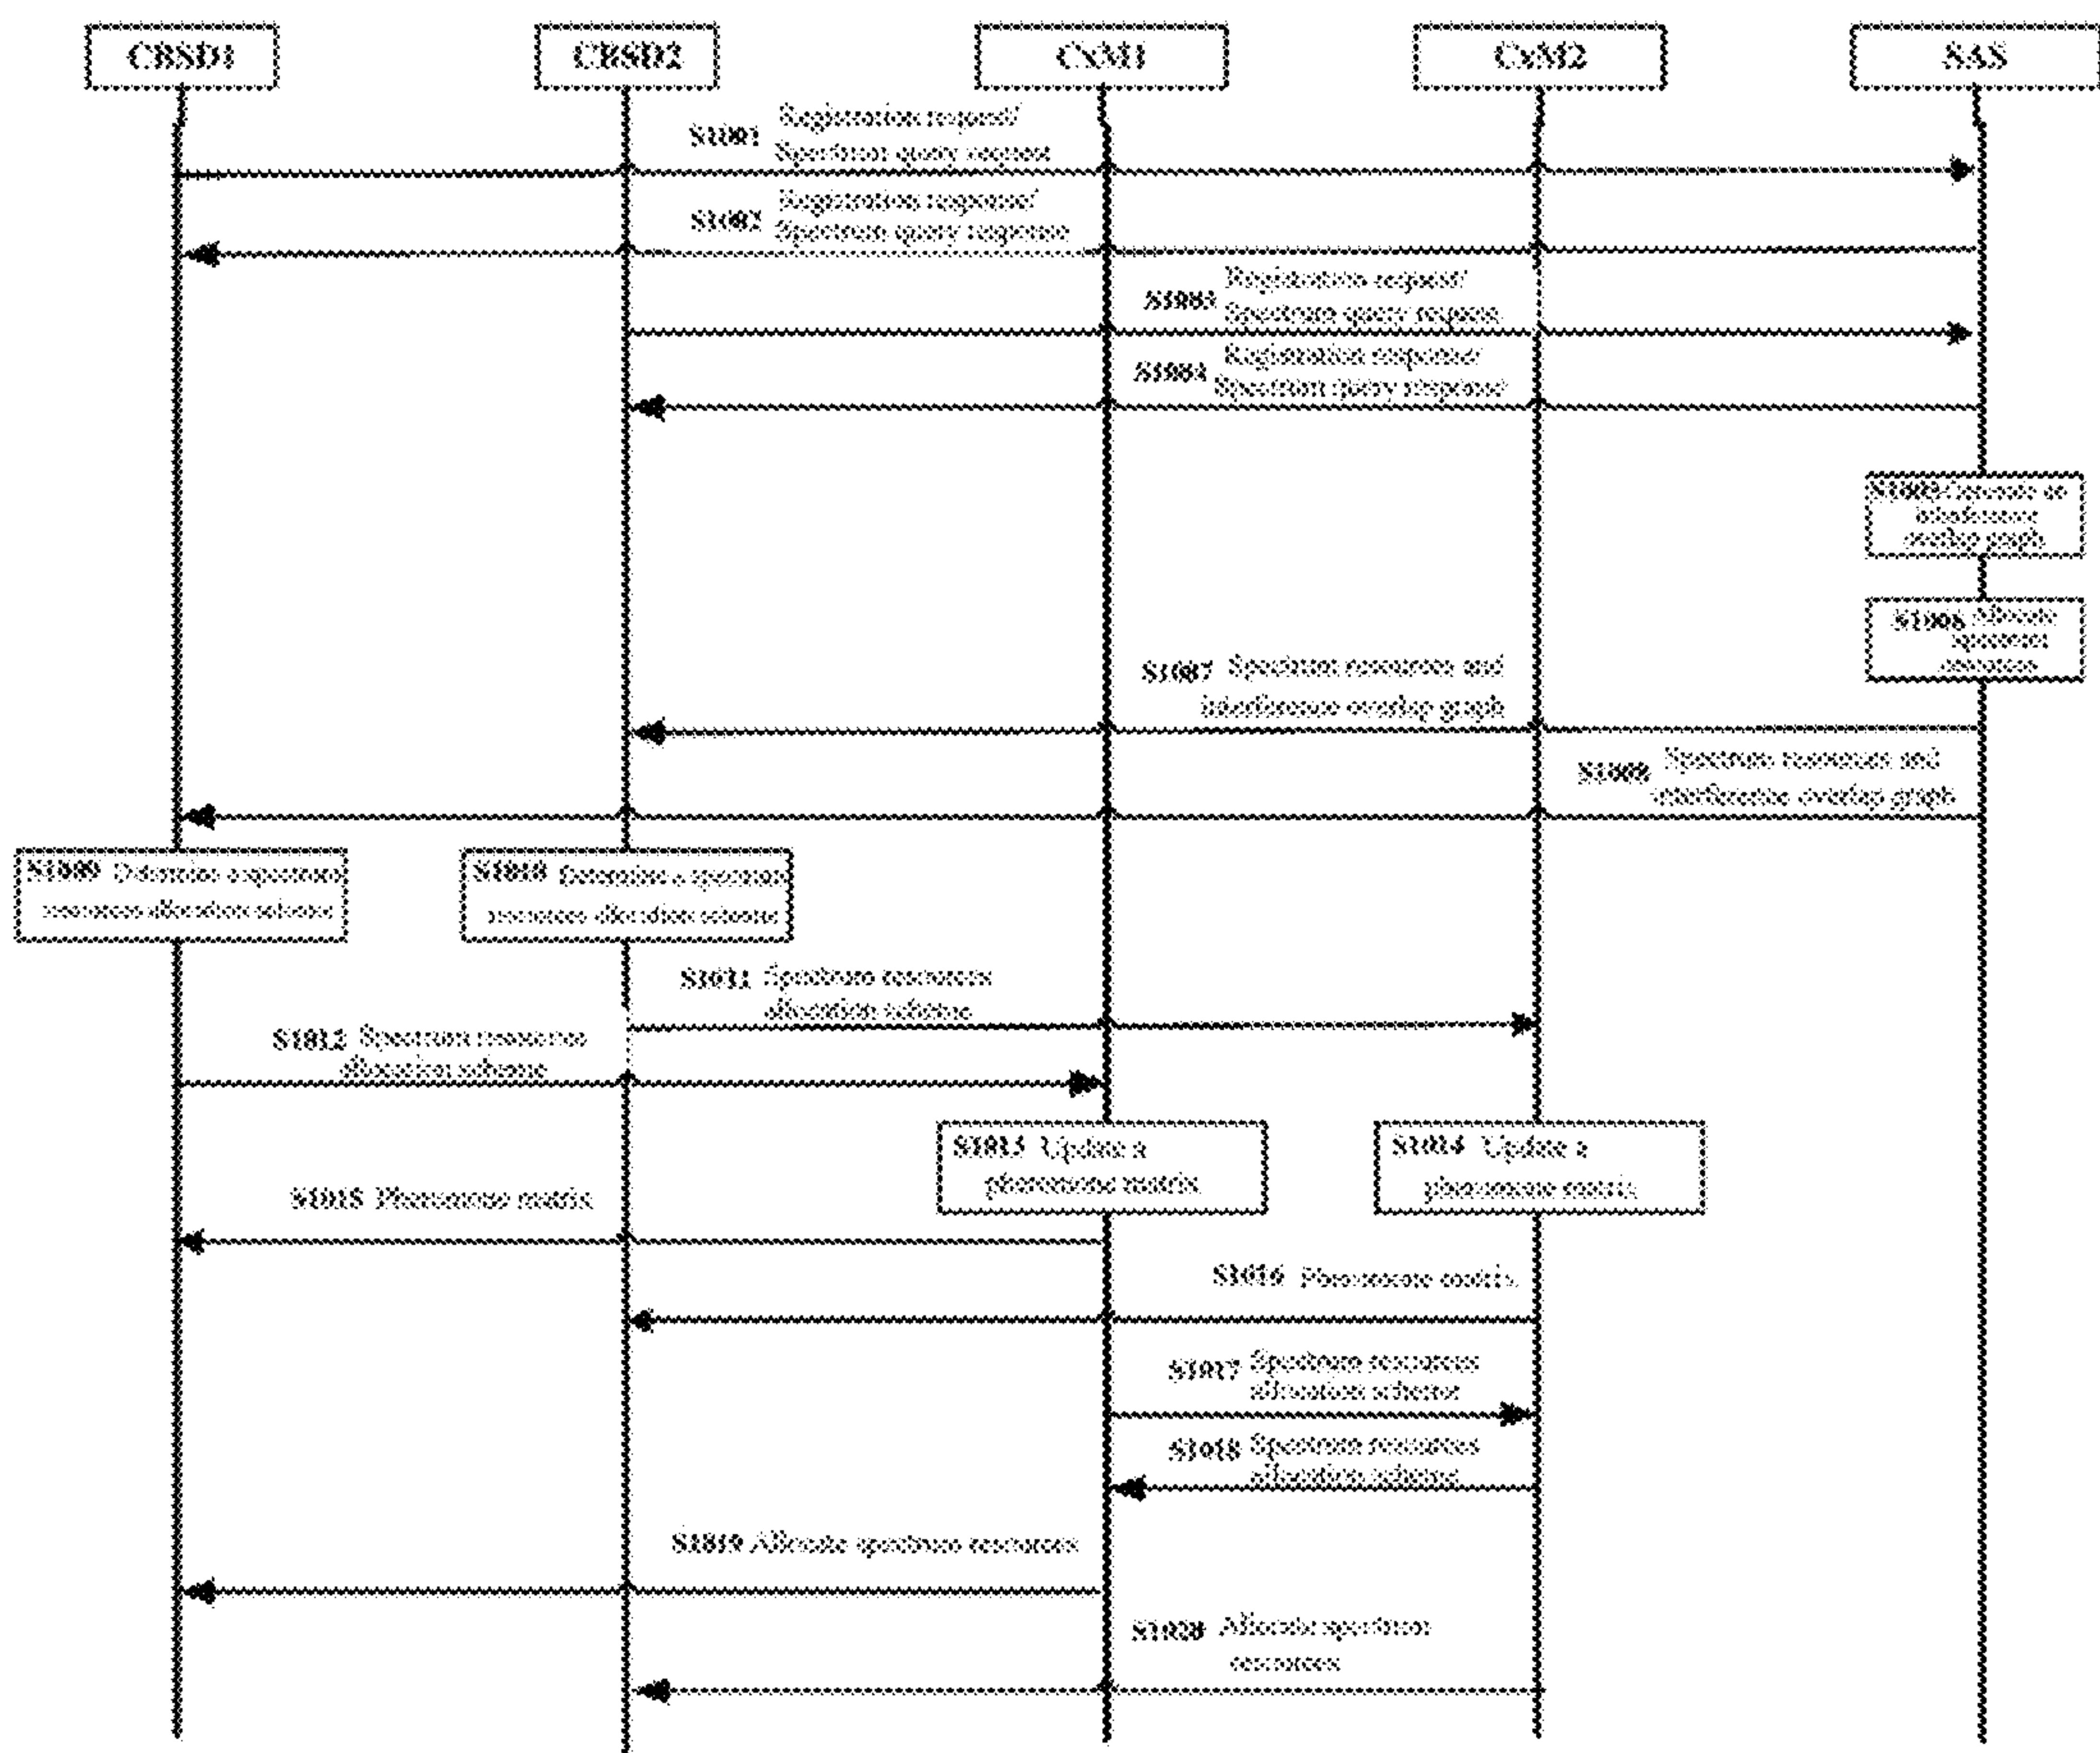 CBSD1
CBSD2
CxM1
CxM2
SAS
S1001 Registration request/
Spectrum query request
S1002 Registration response/
Spectrum query response
S1003 Registration request/
Spectrum query request
S1004 Registration response/
Spectrum query response
S1005 Generate an
interference
overlap graph
S1006 Allocate
spectrum
resources
S1007 Spectrum resources and
interference overlap graph
S1008 Spectrum resources and
interference overlap graph
S1009 Determine a spectrum
resources allocation scheme
S1010 Determine a spectrum
resources allocation scheme
S1011 Spectrum resources
allocation scheme
S1012 Spectrum resources
allocation scheme
S1013 Update a
pheromone matrix
S1014 Update a
pheromone matrix
S1015 Pheromone matrix
S1016 Pheromone matrix
S1017 Spectrum resources
allocation scheme
S1018 Spectrum resources
allocation scheme
S1019 Allocate spectrum resources
S1020 Allocate spectrum
resources